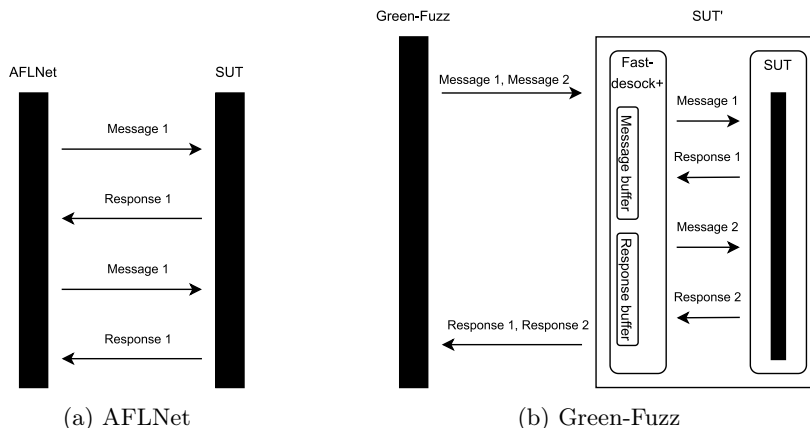 AFLNet
SUT
Message 1
Response 1
Message 1
Response 1
(a) AFLNet
Green-Fuzz
SUT'
Message 1, Message 2
Fast-
desock+
Message buffer
Response buffer
SUT
Message 1
Response 1
Message 2
Response 2
Response 1, Response 2
(b) Green-Fuzz